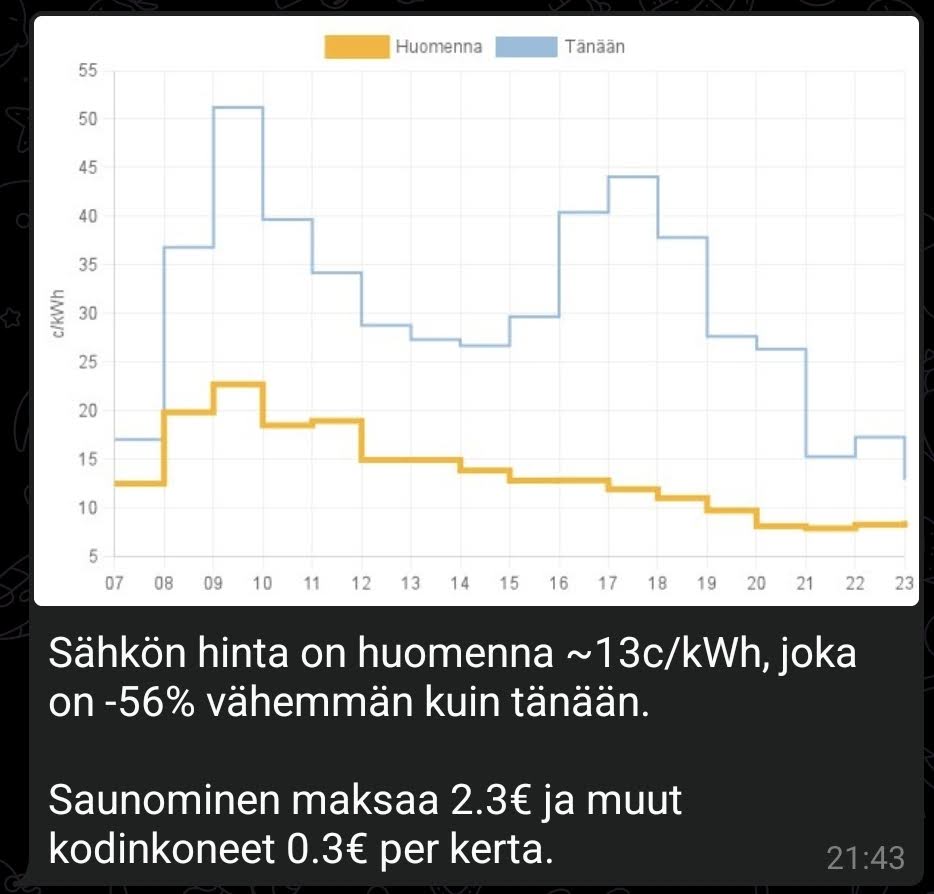 Huomenna Tänään
55
50
45
40
35
30
25
20
15
10
5
c/kWh
07 08 09 10 11 12 13 14 15 16 17 18 19 20 21 22 23
Sähkön hinta on huomenna ~13c/kWh, joka
on -56% vähemmän kuin tänään.
Saunominen maksaa 2.3€ ja muut
kodinkoneet 0.3€ per kerta.
21:43